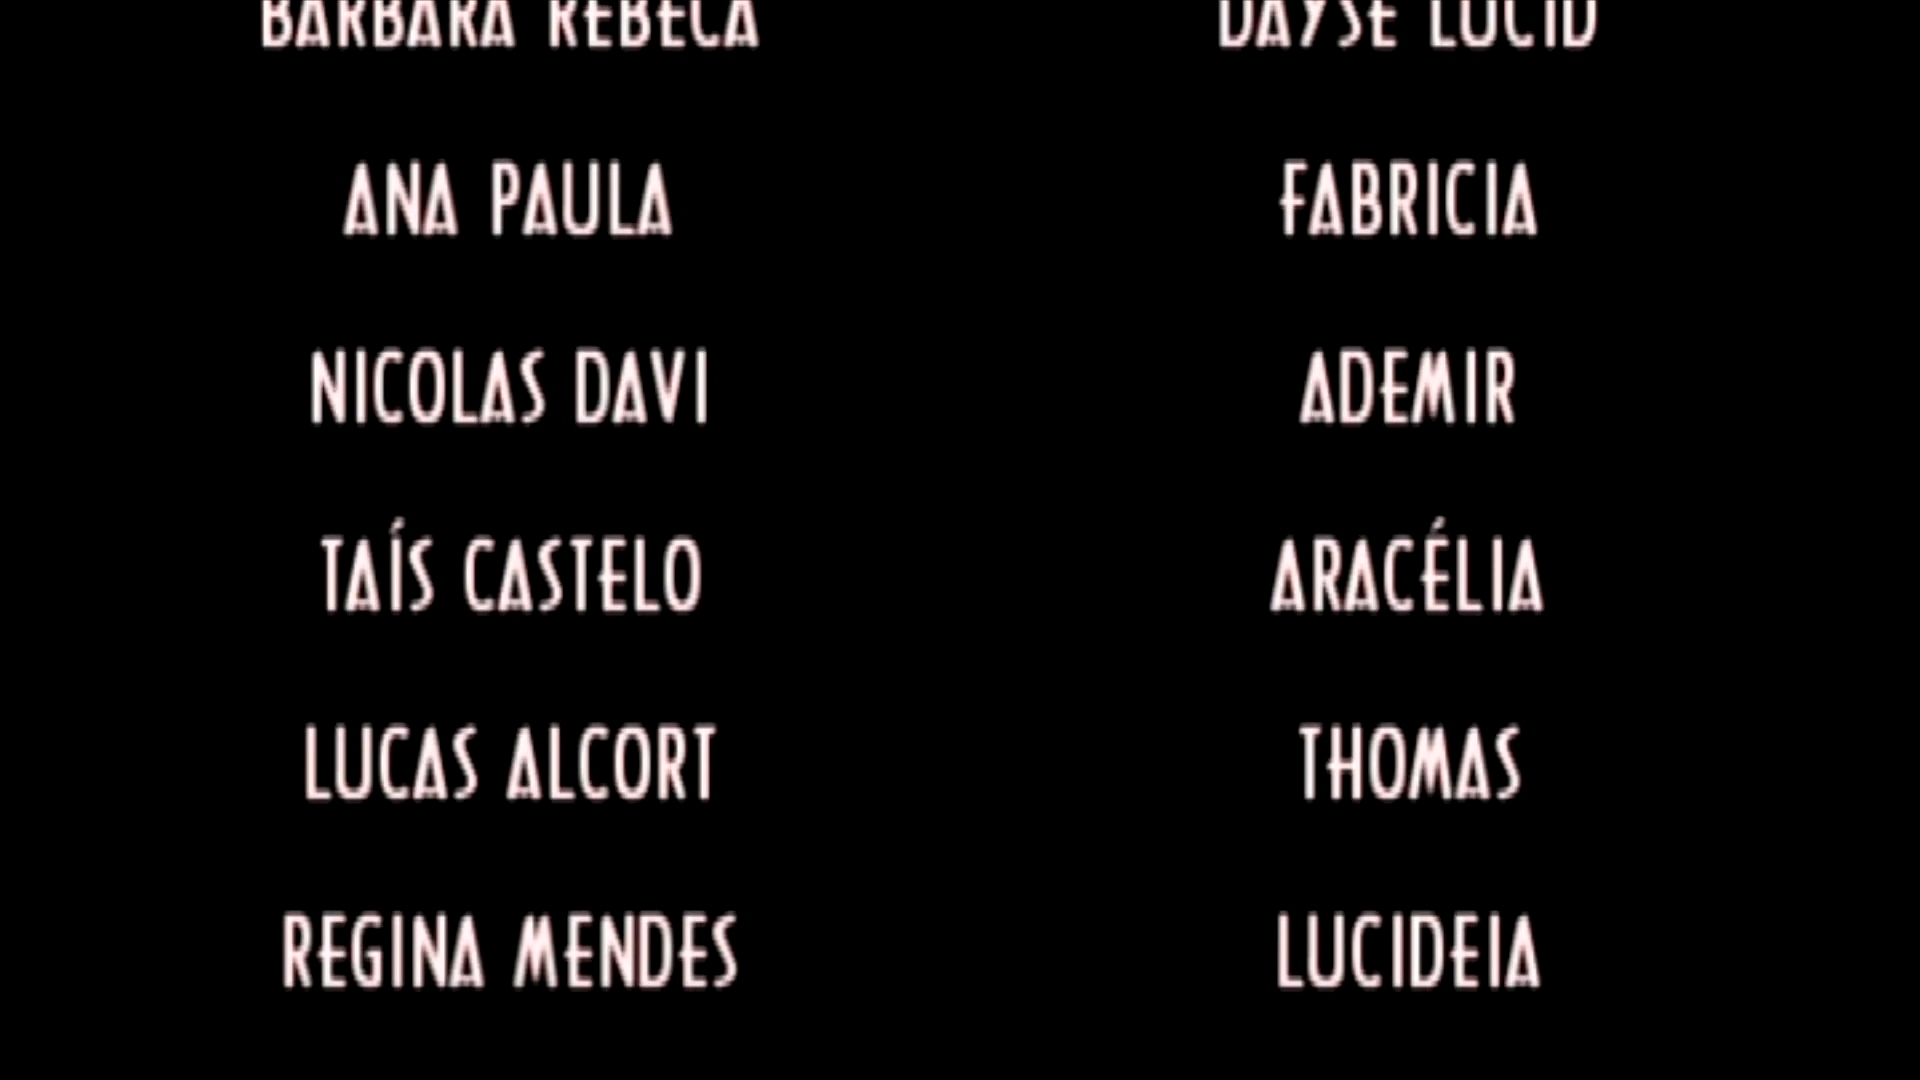 BARBARA REBECA DAYSE LUCID
ANA PAULA FABRICIA
NICOLAS DAVI ADEMIR
TAÍS CASTELO ARACÉLIA
LUCAS ALCORT THOMAS
REGINA MENDES LUCIDEIA